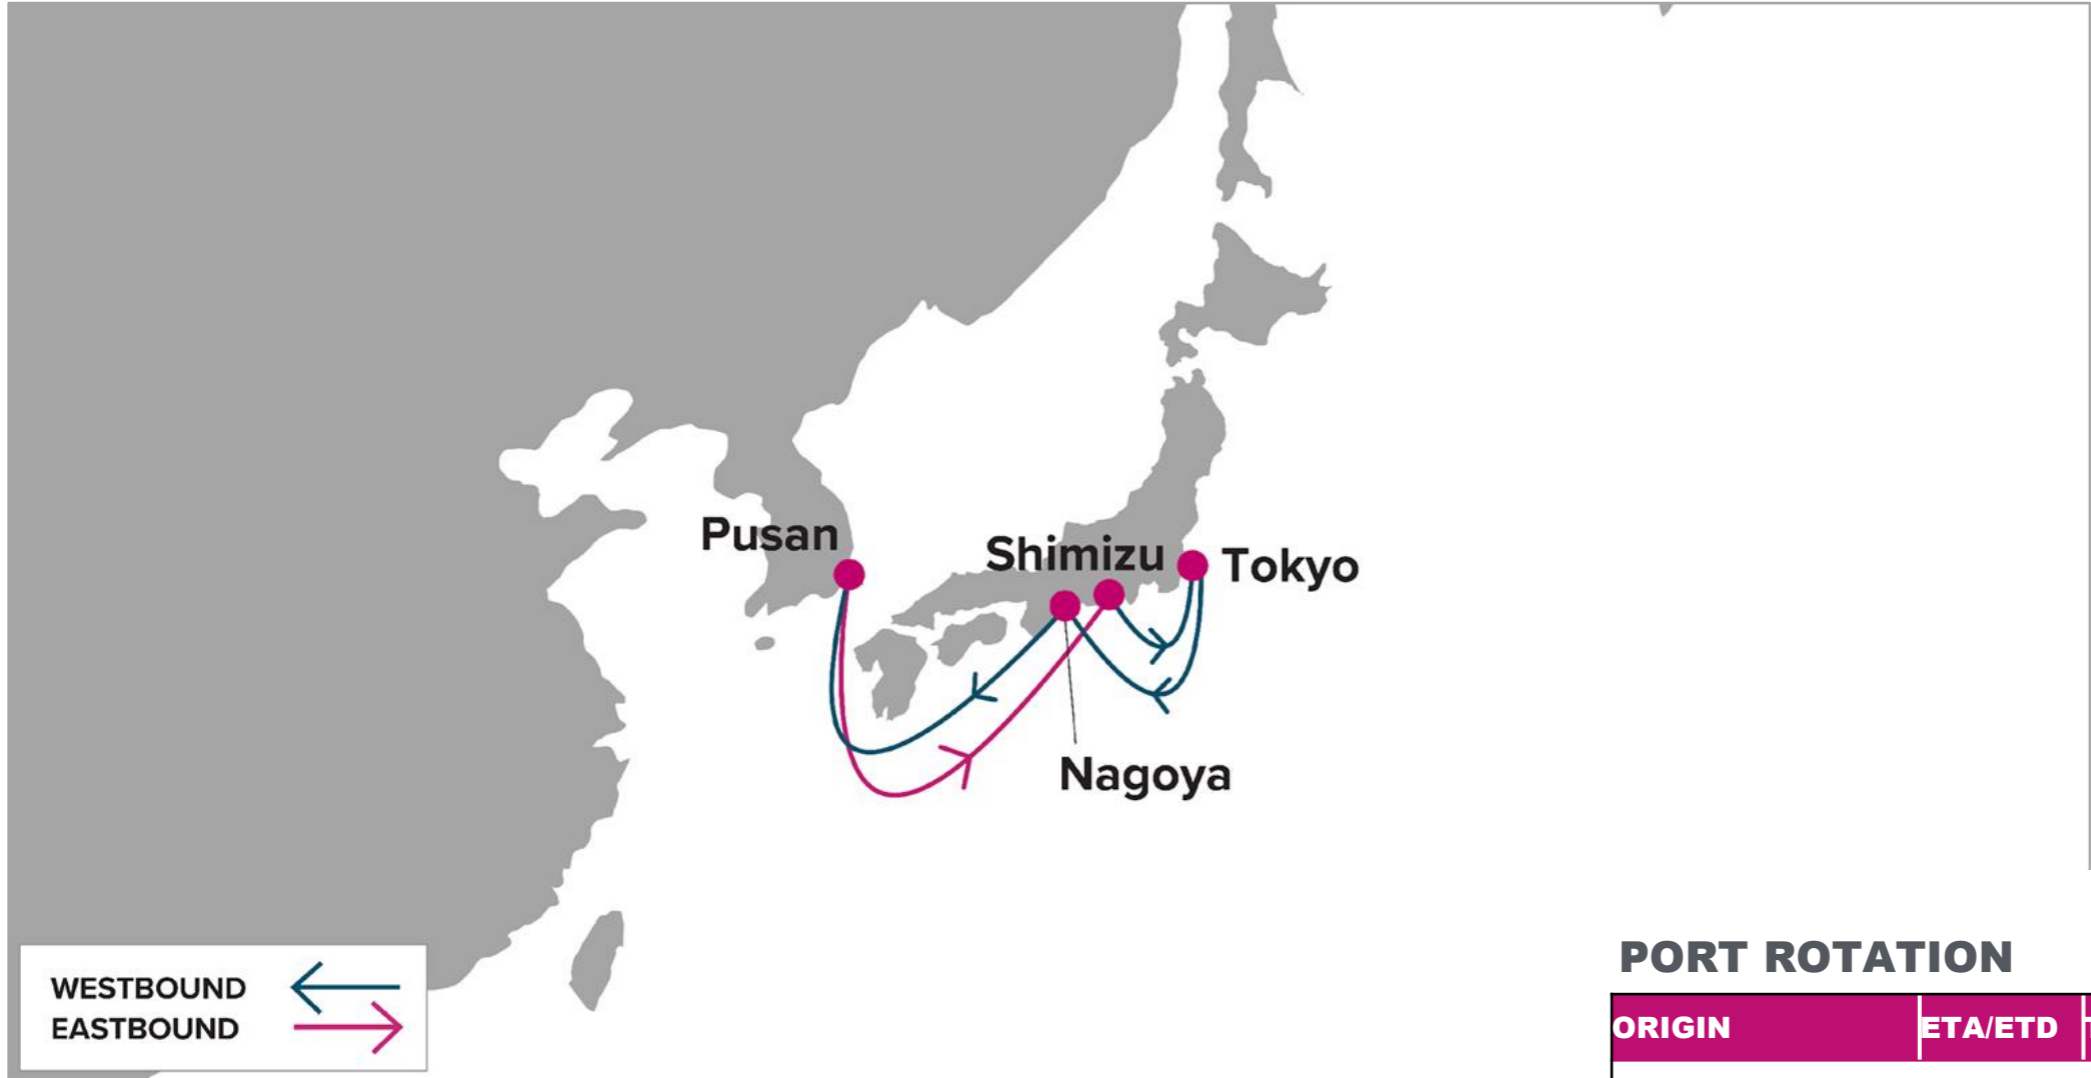 Pusan
Shimizu
Tokyo
Nagoya
WESTBOUND
EASTBOUND
PORT ROTATION
ORIGIN ETA/ETD